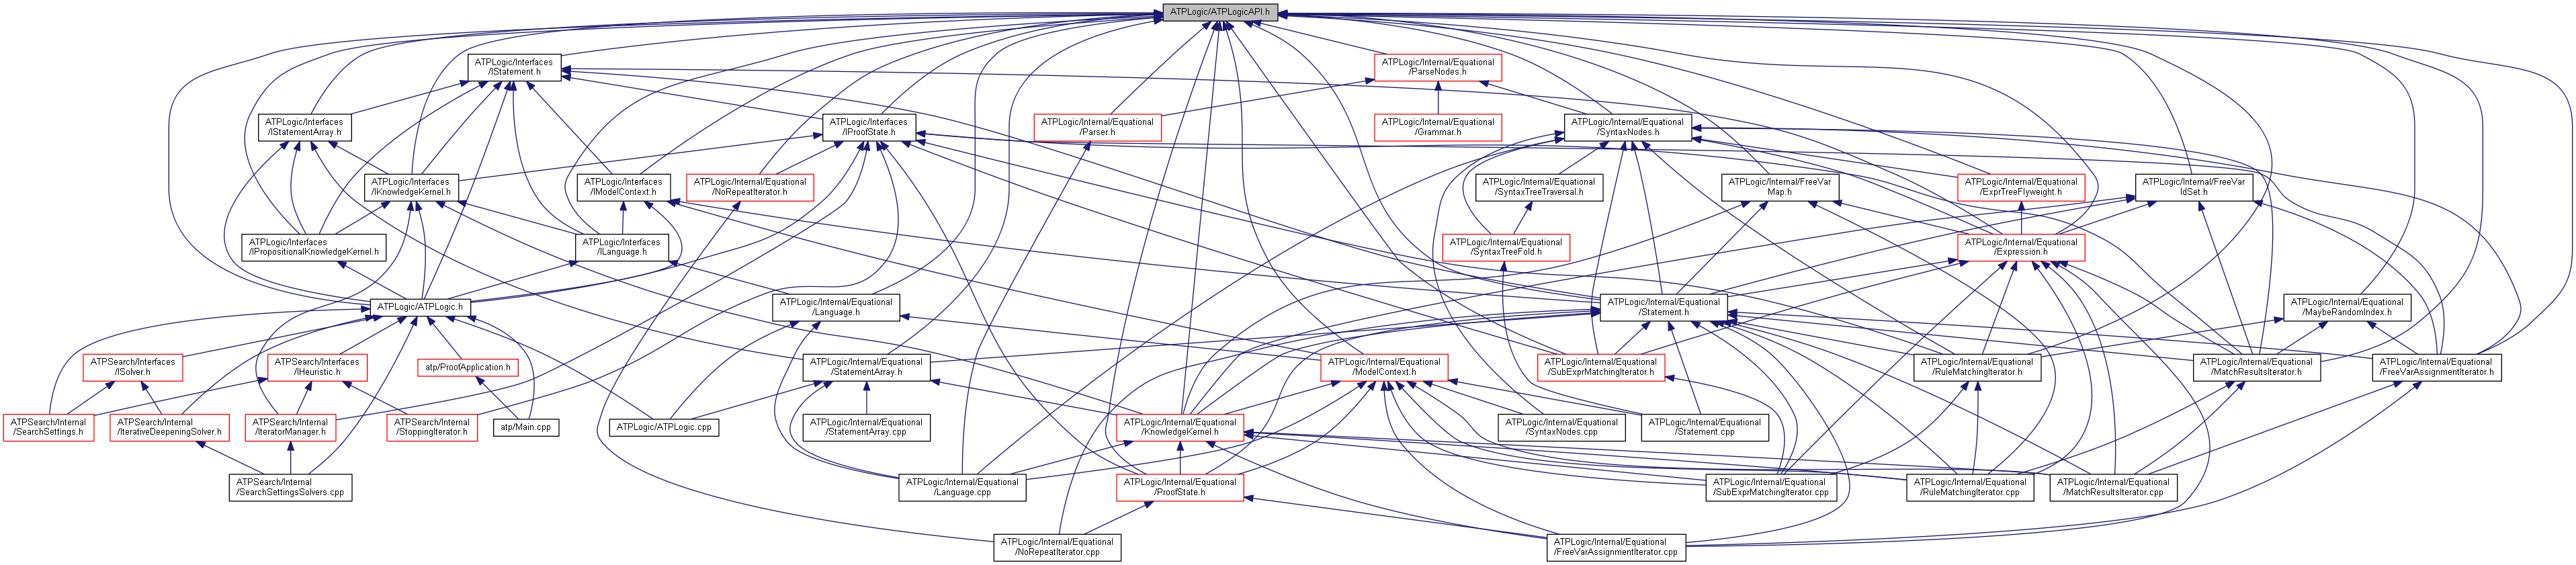 ATPLogic/ATPLogicAPI.h
ATPLogic/Interfaces
/IStatement.h
ATPLogic/Internal/Equational
/ParseNodes.h
ATPLogic/Interfaces
/IStatementArray.h
ATPLogic/Interfaces
/IProofState.h
ATPLogic/Internal/Equational
/Parser.h
ATPLogic/Internal/Equational
/Grammar.h
ATPLogic/Internal/Equational
/SyntaxNodes.h
ATPLogic/Interfaces
/IKnowledgeKernel.h
ATPLogic/Interfaces
/IModelContext.h
ATPLogic/Internal/Equational
/NoRepeatIterator.h
ATPLogic/Internal/Equational
/SyntaxTreeTraversal.h
ATPLogic/Internal/FreeVar
Map.h
ATPLogic/Internal/Equational
/ExprTreeFlyweight.h
ATPLogic/Internal/FreeVar
IdSet.h
ATPLogic/Interfaces
/IPropositionalKnowledgeKernel.h
ATPLogic/Interfaces
/ILanguage.h
ATPLogic/Internal/Equational
/SyntaxTreeFold.h
ATPLogic/Internal/Equational
/Expression.h
ATPLogic/ATPLogic.h
ATPLogic/Internal/Equational
/Language.h
ATPLogic/Internal/Equational
/Statement.h
ATPLogic/Internal/Equational
/MaybeRandomIndex.h
ATPSearch/Interfaces
/ISolver.h
ATPSearch/Interfaces
/IHeuristic.h
atp/ProofApplication.h
ATPLogic/Internal/Equational
/StatementArray.h
ATPLogic/Internal/Equational
/ModelContext.h
ATPLogic/Internal/Equational
/SubExprMatchingIterator.h
ATPLogic/Internal/Equational
/RuleMatchingIterator.h
ATPLogic/Internal/Equational
/MatchResultsIterator.h
ATPLogic/Internal/Equational
/FreeVarAssignmentIterator.h
ATPSearch/Internal
/SearchSettings.h
ATPSearch/Internal
/IterativeDeepeningSolver.h
ATPSearch/Internal
/IteratorManager.h
ATPSearch/Internal
/StoppingIterator.h
atp/Main.cpp
ATPLogic/ATPLogic.cpp
ATPLogic/Internal/Equational
/StatementArray.cpp
ATPLogic/Internal/Equational
/KnowledgeKernel.h
ATPLogic/Internal/Equational
/SyntaxNodes.cpp
ATPLogic/Internal/Equational
/Statement.cpp
ATPSearch/Internal
/SearchSettingsSolvers.cpp
ATPLogic/Internal/Equational
/Language.cpp
ATPLogic/Internal/Equational
/ProofState.h
ATPLogic/Internal/Equational
/SubExprMatchingIterator.cpp
ATPLogic/Internal/Equational
/RuleMatchingIterator.cpp
ATPLogic/Internal/Equational
/MatchResultsIterator.cpp
ATPLogic/Internal/Equational
/NoRepeatIterator.cpp
ATPLogic/Internal/Equational
/FreeVarAssignmentIterator.cpp